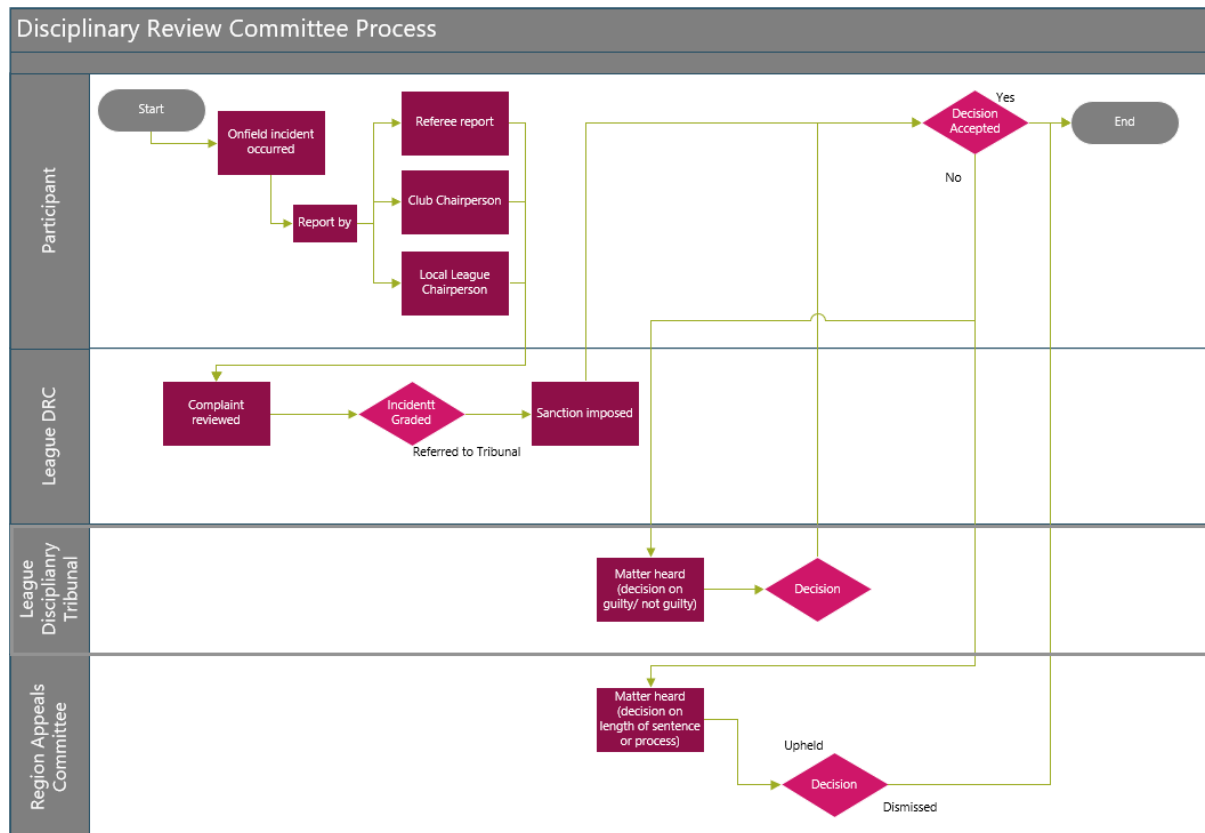 Disciplinary Review Committee Process
Participant
Start
Onfield incident
occurred
Report by
Referee report
Club Chairperson
Local League
Chairperson
Decision
Accepted
Yes
No
End
League DRC
Complaint
reviewed
Incidentt
Graded
Referred to Tribunal
Sanction imposed
League
Disciplianry
Tribunal
Matter heard
(decision on
guilty/ not guilty)
Decision
Region Appeals
Committee
Matter heard
(decision on
length of sentence
or process)
Upheld
Decision
Dismissed